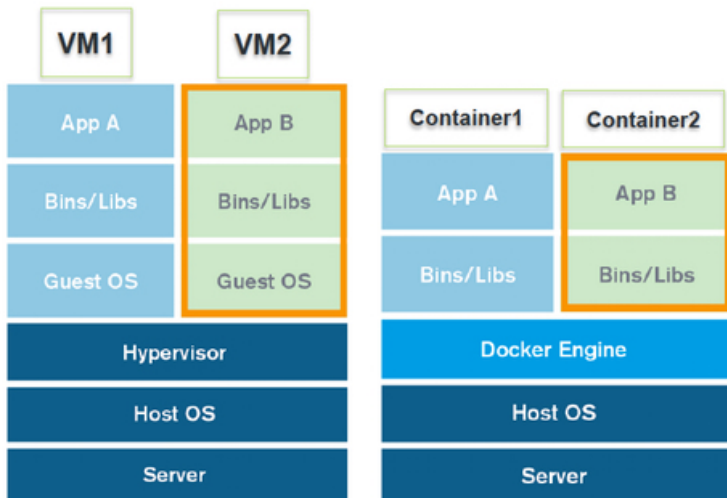 VM1 VM2
App A App B
Bins/Libs Bins/Libs
Guest OS Guest OS
Hypervisor
Host OS
Server
Container1 Container2
App A App B
Bins/Libs Bins/Libs
Docker Engine
Host OS
Server